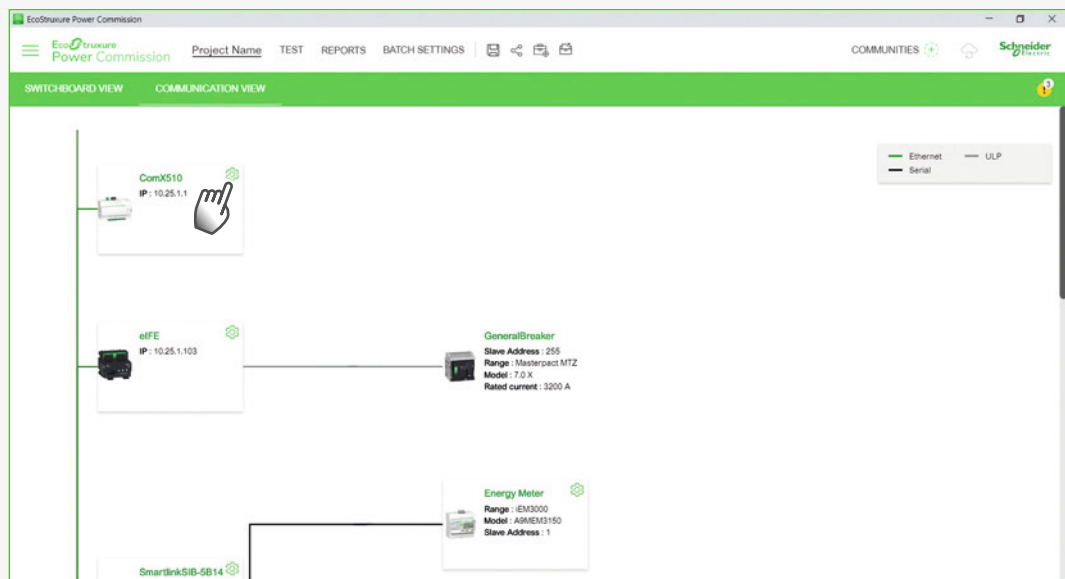 EcoStruxure Power Commission
EcoStruxure
Power Commission
Project Name TEST REPORTS BATCH SETTINGS
COMMUNITIES
Schneider
Electric
SWITCHBOARD VIEW COMMUNICATION VIEW
3
Ethernet ULP
Serial
ComX510
IP : 10.25.1.1
eIFE
IP : 10.25.1.103
GeneralBreaker
Slave Address : 255
Range : Masterpact MTZ
Model : 7.0 X
Rated current : 3200 A
Energy Meter
Range : iEM3000
Model : A9MEM3150
Slave Address : 1
SmartlinkSIB-5B14